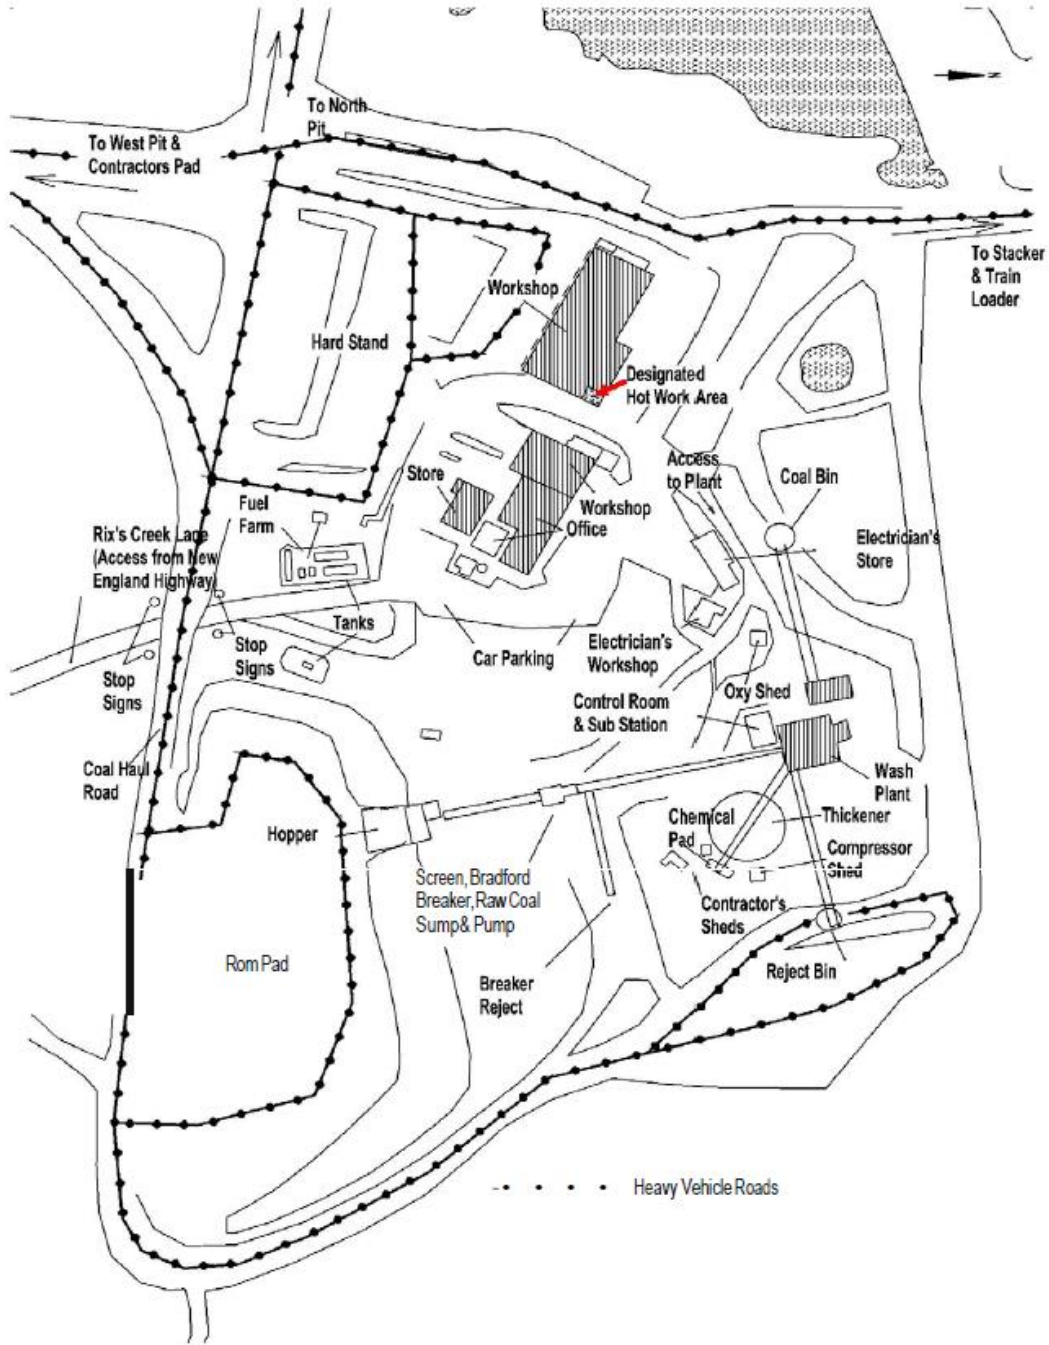 N
To North
Pit
To West Pit &
Contractors Pad
To Stacker
& Train
Loader
Workshop
Hard Stand
Designated
Hot Work Area
Access
to Plant
Coal Bin
Store
Workshop
Office
Fuel
Farm
Electrician's
Store
Rix's Creek Lane
(Access from New
England Highway)
Tanks
Stop
Signs
Car Parking
Electrician's
Workshop
Stop
Signs
Oxy Shed
Control Room
& Sub Station
Coal Haul
Road
Wash
Plant
Hopper
Chemical
Pad
Thickener
Compressor
Shed
Screen, Bradford
Breaker, Raw Coal
Sump& Pump
Contractor's
Sheds
Rom Pad
Reject Bin
Breaker
Reject
Heavy Vehicle Roads